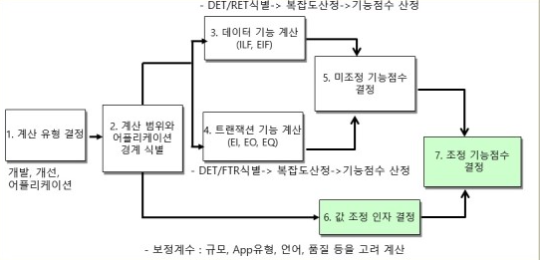 - DET/RET식별-> 복잡도산정->기능점수 산정
3. 데이터 기능 계산
(ILF, EIF)
5. 미조정 기능점수
결정
1. 계산 유형 결정
2. 계산 범위와
어플리케이션
경계 식별
4. 트랜잭션 기능 계산
(EI, EO, EQ)
7. 조정 기능점수
결정
개발, 개선,
어플리케이션
- DET/FTR식별-> 복잡도산정->기능점수 산정
6. 값 조정 인자 결정
- 보정계수 : 규모, App유형, 언어, 품질 등을 고려 계산